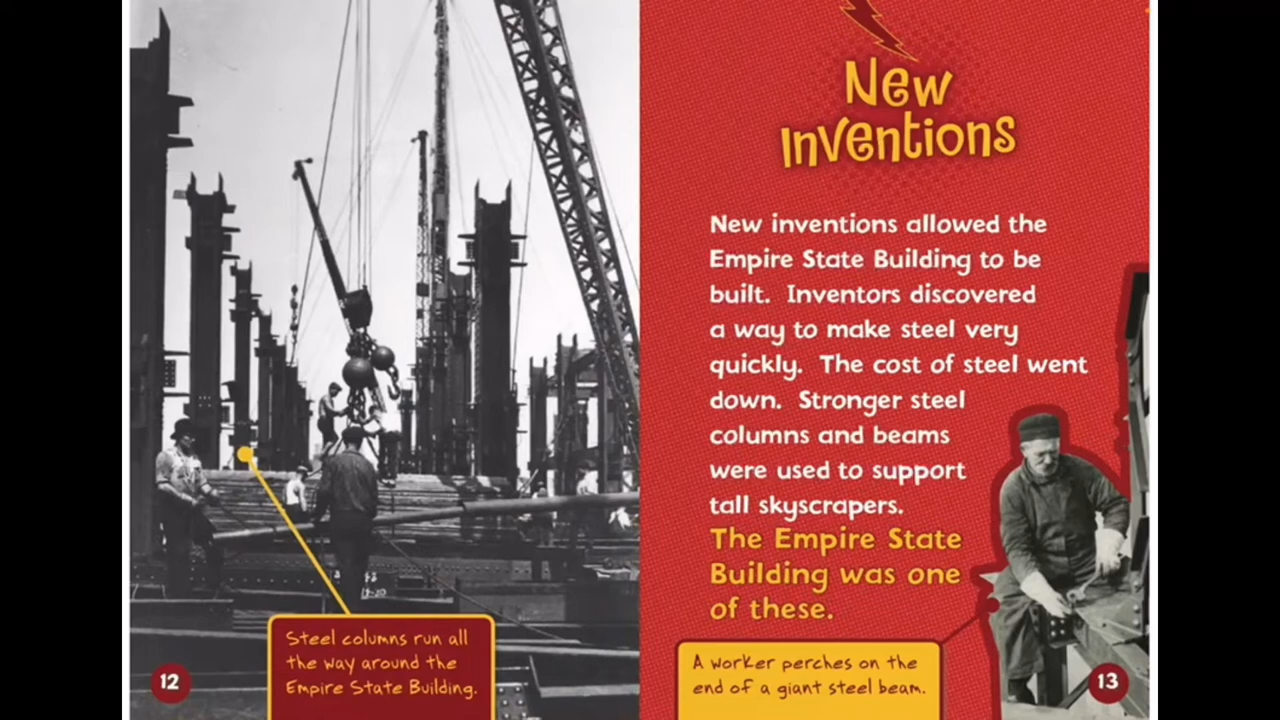 Steel columns run all
the way around the
Empire State Building.
12
New
Inventions
New inventions allowed the
Empire State Building to be
built. Inventors discovered
a way to make steel very
quickly. The cost of steel went
down. Stronger steel
columns and beams
were used to support
tall skyscrapers.
The Empire State
Building was one
of these.
A worker perches on the
end of a giant steel beam.
13